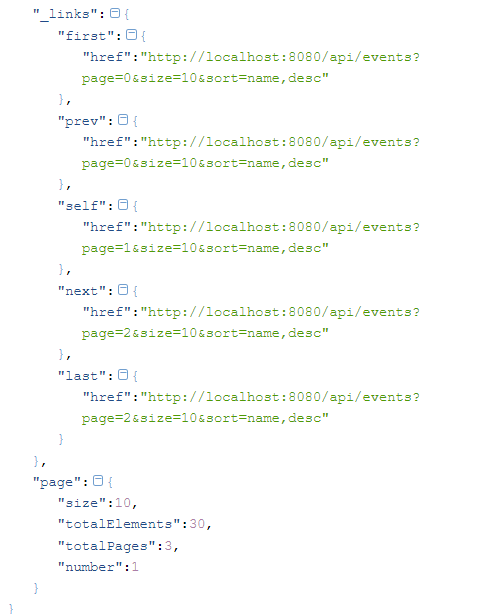 "_links":{
"first":{
"href":"http://localhost:8080/api/events?
page=0&size=10&sort=name,desc"
},
"prev":{
"href":"http://localhost:8080/api/events?
page=0&size=10&sort=name,desc"
},
"self":{
"href":"http://localhost:8080/api/events?
page=1&size=10&sort=name,desc"
},
"next":{
"href":"http://localhost:8080/api/events?
page=2&size=10&sort=name,desc"
},
"last":{
"href":"http://localhost:8080/api/events?
page=2&size=10&sort=name,desc"
}
},
"page":{
"size":10,
"totalElements":30,
"totalPages":3,
"number":1
}
}